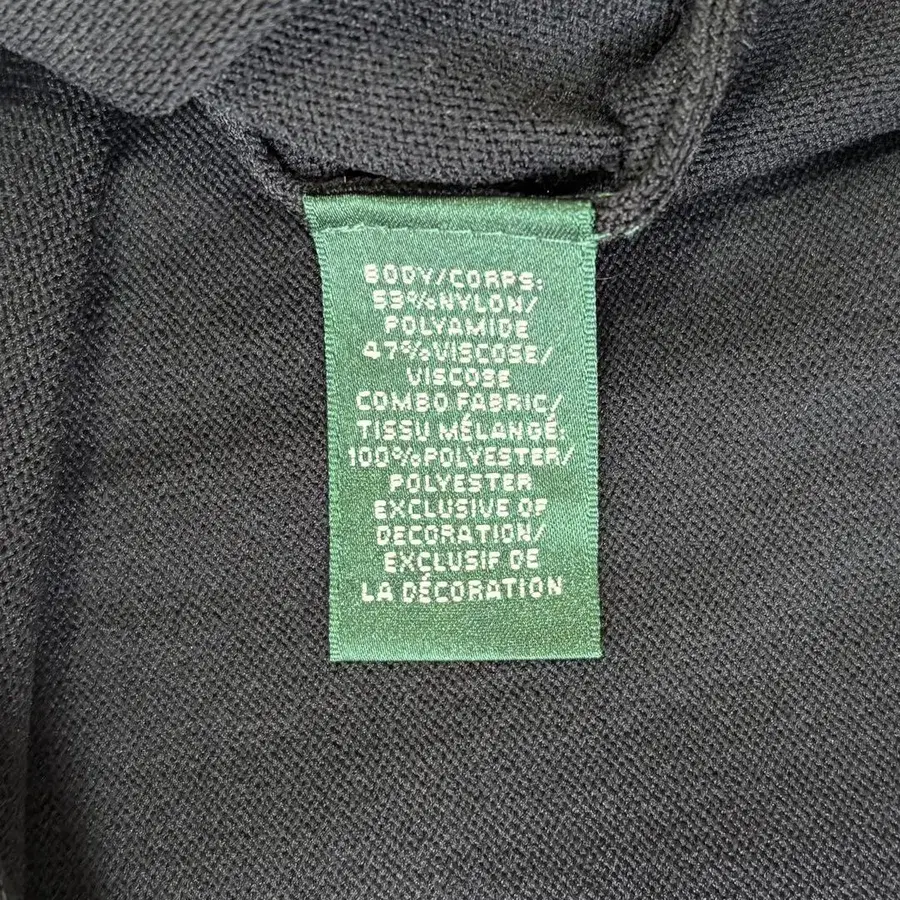 BODY/CORPS:
53%NYLON/
POLYAMIDE
47%VISCOSE/
VISCOSE
COMBO FABRIC/
TISSU MÉLANGÉ:
100%POLYESTER/
POLYESTER
EXCLUSIVE OF
DECORATION/
EXCLUSIF DE
LA DÉCORATION